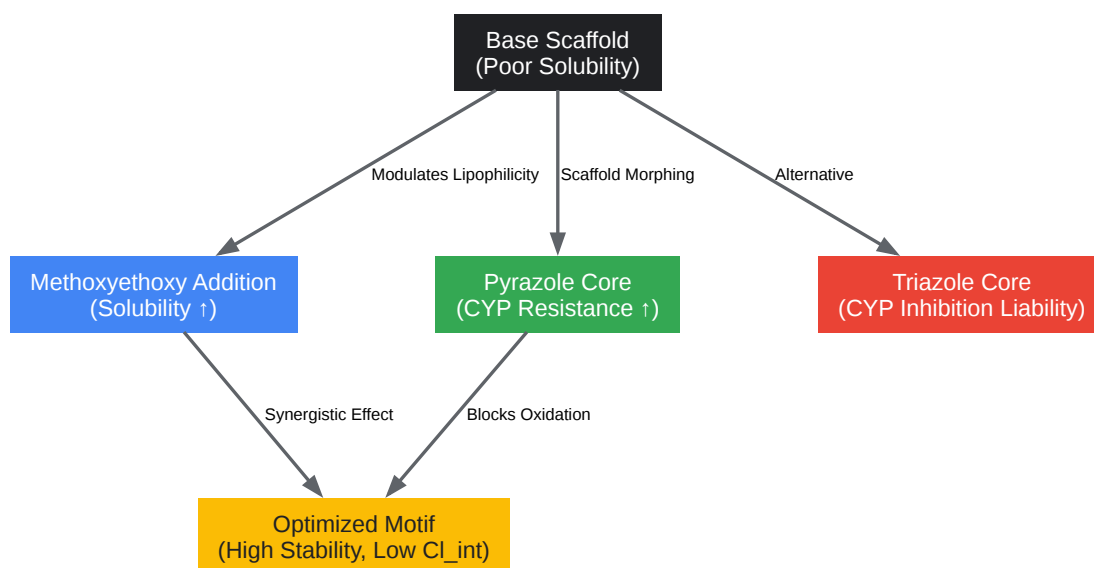 Base Scaffold
(Poor Solubility)
Modulates Lipophilicity
Scaffold Morphing
Alternative
Methoxyethoxy Addition
(Solubility ↑)
Pyrazole Core
(CYP Resistance ↑)
Triazole Core
(CYP Inhibition Liability)
Synergistic Effect
Blocks Oxidation
Optimized Motif
(High Stability, Low Cl_int)